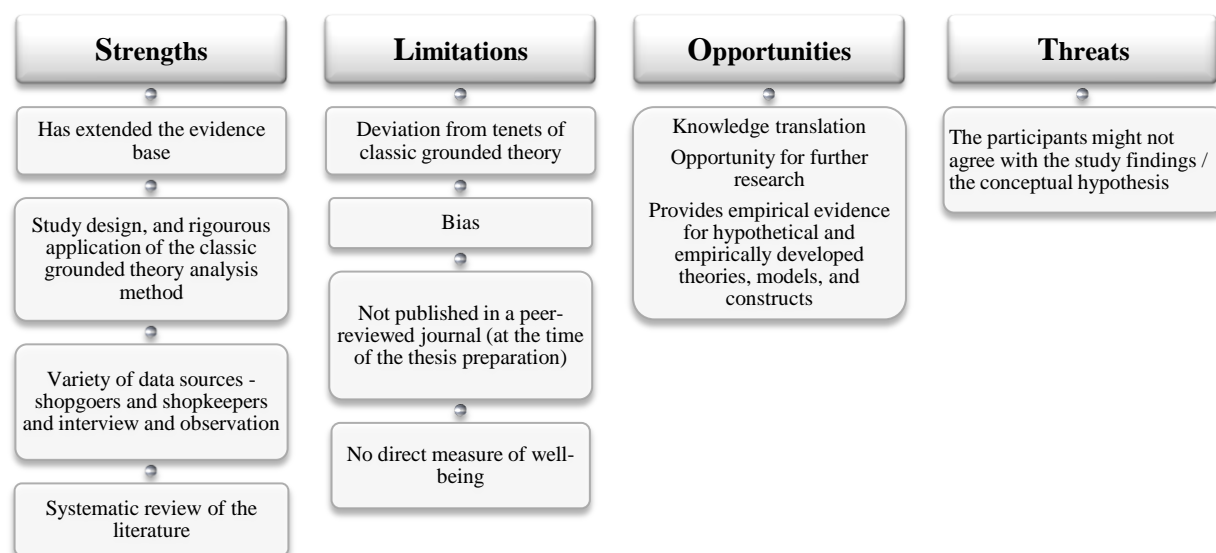 Strengths
Has extended the evidence
base
Study design, and rigourous
application of the classic
grounded theory analysis
method
Variety of data sources -
shopgoers and shopkeepers
and interview and observation
Systematic review of the
literature
Limitations
Deviation from tenets of
classic grounded theory
Bias
Not published in a peer-
reviewed journal (at the time
of the thesis preparation)
No direct measure of well-
being
Opportunities
Knowledge translation
Opportunity for further
research
Provides empirical evidence
for hypothetical and
empirically developed
theories, models, and
constructs
Threats
The participants might not
agree with the study findings /
the conceptual hypothesis